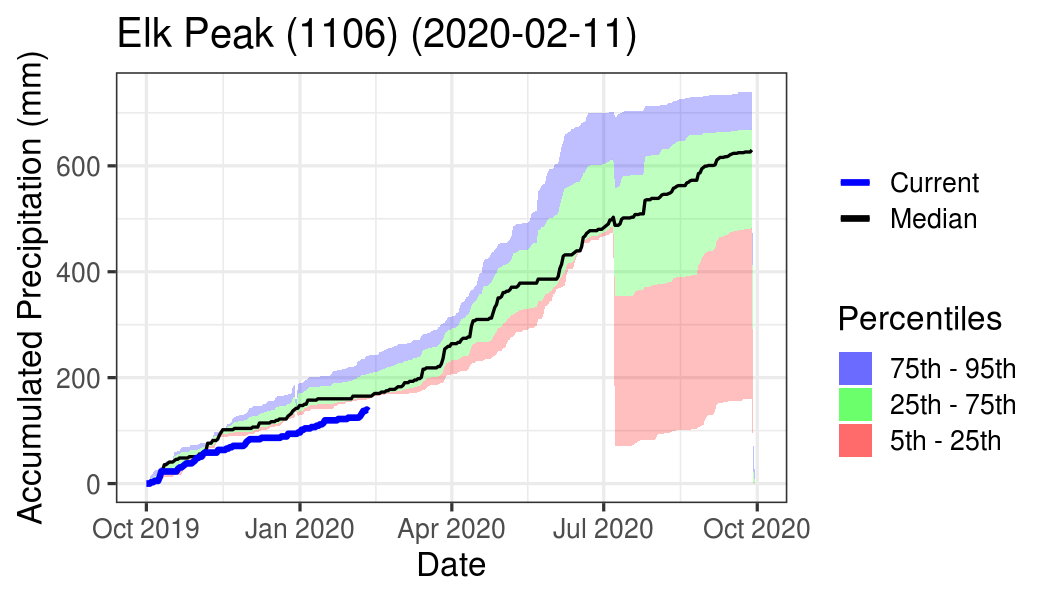 Elk Peak (1106) (2020-02-11)
Accumulated Precipitation (mm)
600
400
200
0
Oct 2019
Jan 2020
Apr 2020
Jul 2020
Oct 2020
Date
Current
Median
Percentiles
75th - 95th
25th - 75th
5th - 25th